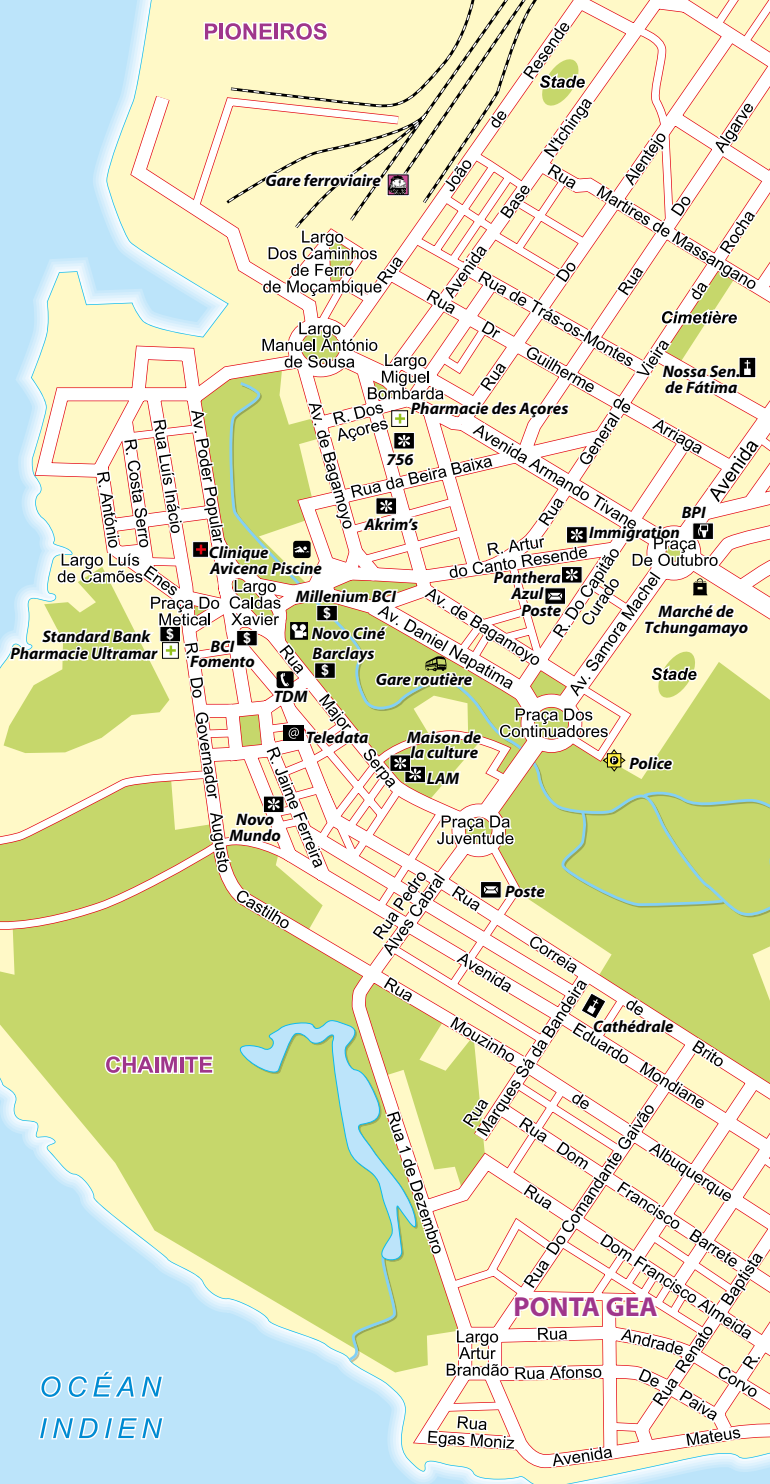 PIONEIROS
Rua João de Resende
Stade
Avenida Base N'tchinga
Rua Do Alentejo
Rua Do Algarve
Rua Martires de Massangano
Gare ferroviaire
Largo
Dos Caminhos
de Ferro
de Moçambique
Rua de Trás-os-Montes
Rua Dr Guilherme de Arriaga
Rua General Vieira da Rocha
Cimetière
Nossa Sen.
de Fátima
Largo
Manuel António
de Sousa
Largo
Miguel
Bombarda
R. Dos
Açores
Pharmacie des Açores
756
Av. de Bagamoyo
Rua da Beira Baixa
Avenida Armando Tivane
Avenida
Akrim's
BPI
Immigration
Praça
De Outubro
R. Artur
do Canto Resende
Panthera
Azul
Poste
R. Do Capitão
Curado
Av. Samora Machel
Marché de
Tchungamayo
Av. Poder Popular
Rua Luís Inácio
R. Costa Serro
R. António
Enes
Clinique
Avicena
Piscine
Largo Luís
de Camões
Praça Do
Metical
Largo
Caldas
Xavier
Millenium BCI
Av. de Bagamoyo
Av. Daniel Napatima
Standard Bank
Pharmacie Ultramar
BCI
Fomento
Novo Ciné
Barclays
Gare routière
Stade
TDM
Rua Major Serpa
Praça Dos
Continuadores
R. Do Governador Augusto Castilho
Teledata
@
Maison de
la culture
LAM
Police
P
R. Jaime Ferreira
Novo
Mundo
Praça Da
Juventude
Poste
Rua Pedro
Alves Cabral
Rua Correia de Brito
Avenida Eduardo Mondlane
Rua Mouzinho de Albuquerque
Cathédrale
Rua
Marques Sá da Bandeira
CHAIMITE
Rua 1 de Dezembro
Rua Dom Francisco Barrete
Rua Do Comandante Gaivão
Rua Dom Francisco Almeida
PONTA GEA
Rua Renato Baptista
R.
Largo
Artur
Brandão
Rua Andrade Corvo
Rua Afonso De Paiva
Rua
Egas Moniz
Avenida Mateus
OCÉAN
INDIEN